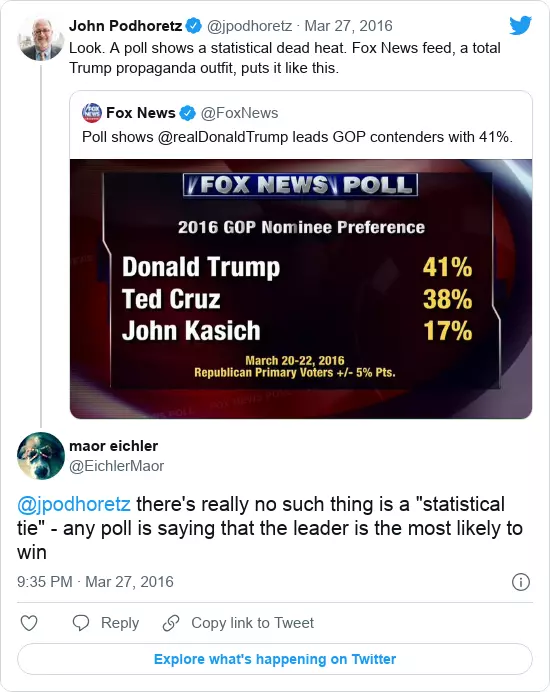 John Podhoretz @jpodhoretz · Mar 27, 2016
Look. A poll shows a statistical dead heat. Fox News feed, a total
Trump propaganda outfit, puts it like this.
Fox News @FoxNews
Poll shows @realDonaldTrump leads GOP contenders with 41%.
FOX NEWS POLL
2016 GOP Nominee Preference
Donald Trump 41%
Ted Cruz 38%
John Kasich 17%
March 20-22, 2016
Republican Primary Voters +/- 5% Pts.
maor eichler
@EichlerMaor
@jpodhoretz there's really no such thing is a "statistical
tie" - any poll is saying that the leader is the most likely to
win
9:35 PM · Mar 27, 2016
Reply
Copy link to Tweet
Explore what's happening on Twitter